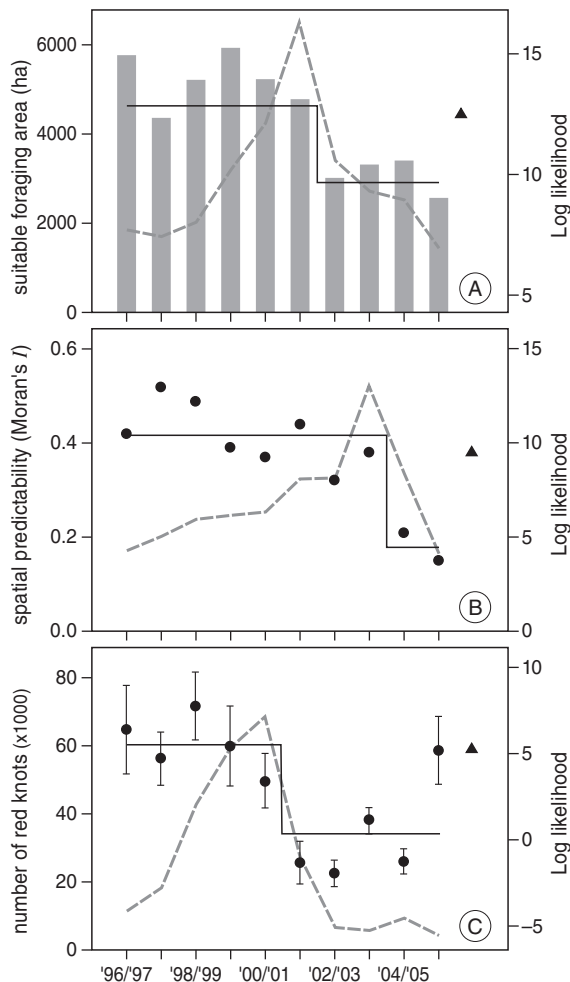 suitable foraging area (ha)
6000
4000
2000
0
15
10
5
Log likelihood
A
spatial predictability (Moran's I)
0.6
0.4
0.2
0.0
15
10
5
0
Log likelihood
B
number of red knots (x1000)
80
60
40
20
0
10
5
0
–5
Log likelihood
C
'96/'97 '98/'99 '00/'01 '02/'03 '04/'05